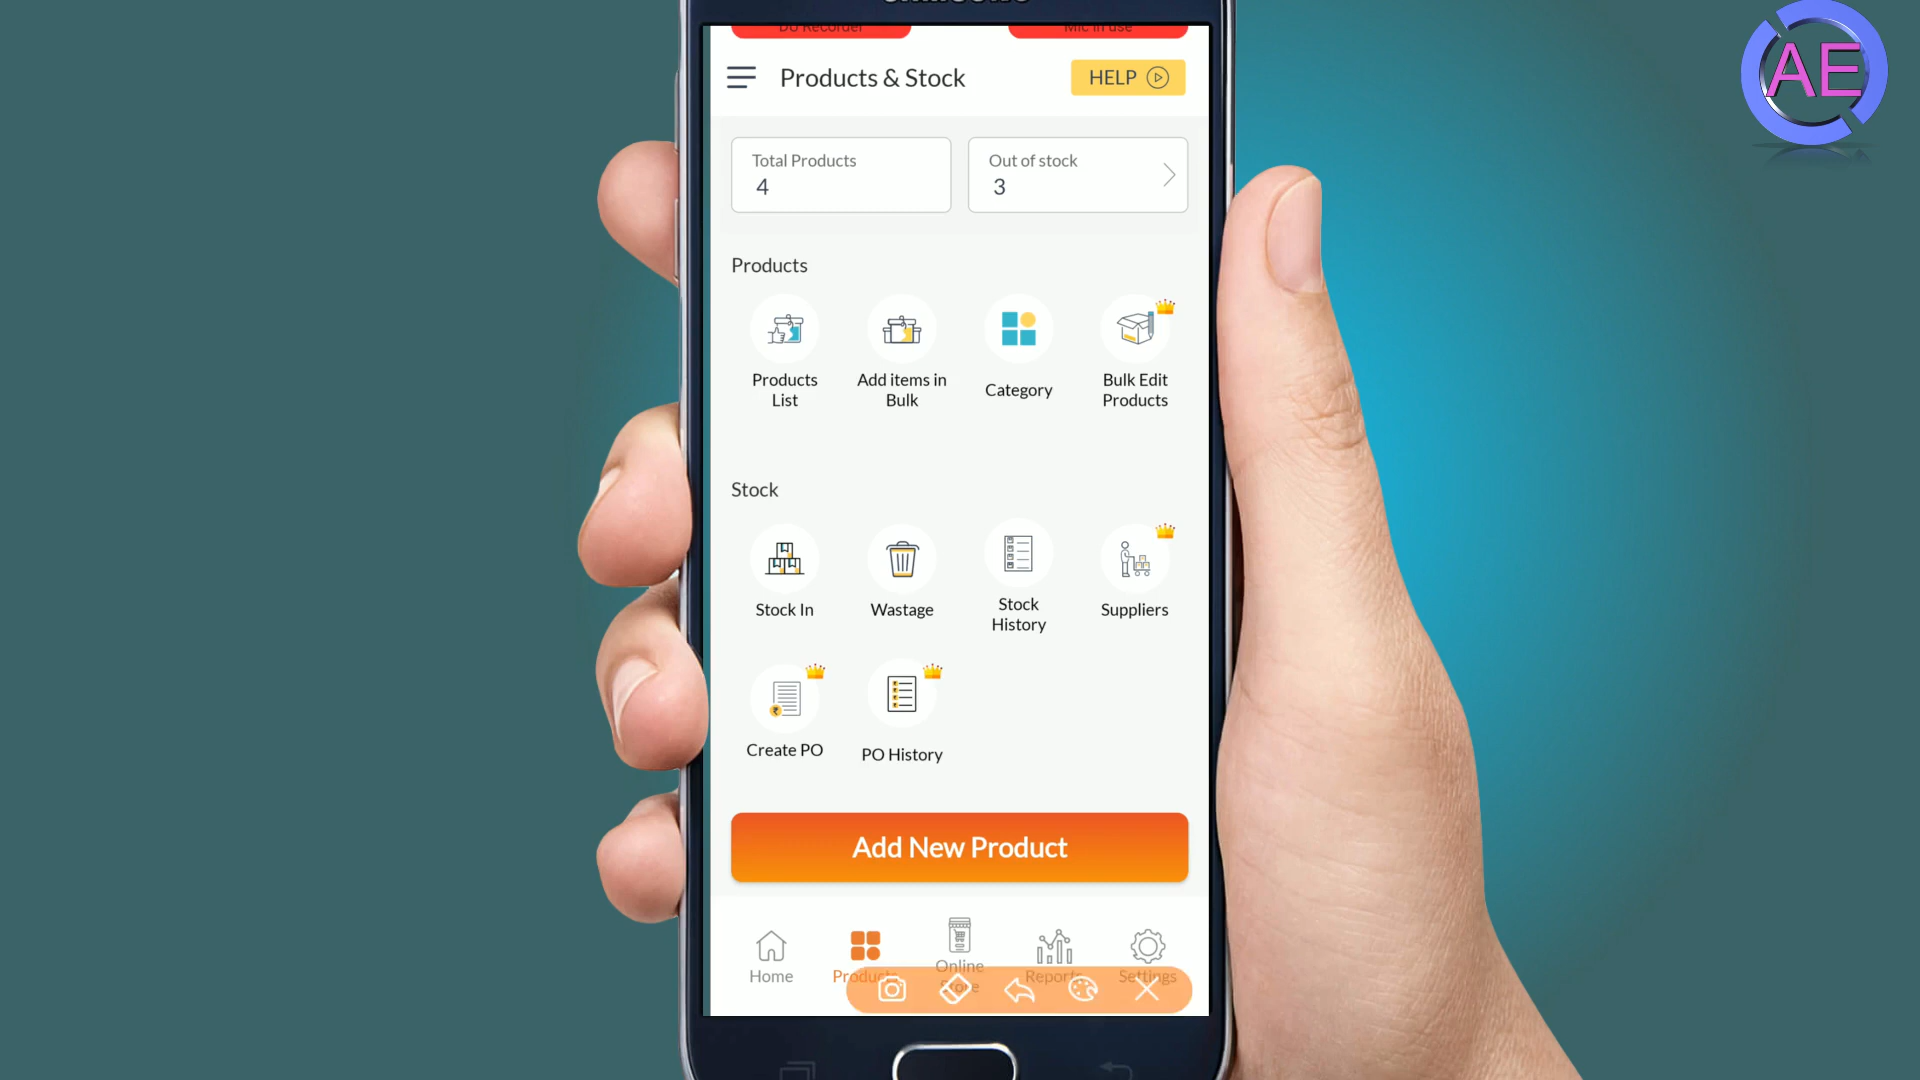 SAMSUNG
Du Recorder
Mic in use
Products & Stock
HELP
Total Products
4
Out of stock
3
Products
Products
List
Add items in
Bulk
Category
Bulk Edit
Products
Stock
Stock In
Wastage
Stock
History
Suppliers
Create PO
PO History
Add New Product
Home
Products
Online
Store
Reports
Settings
AE